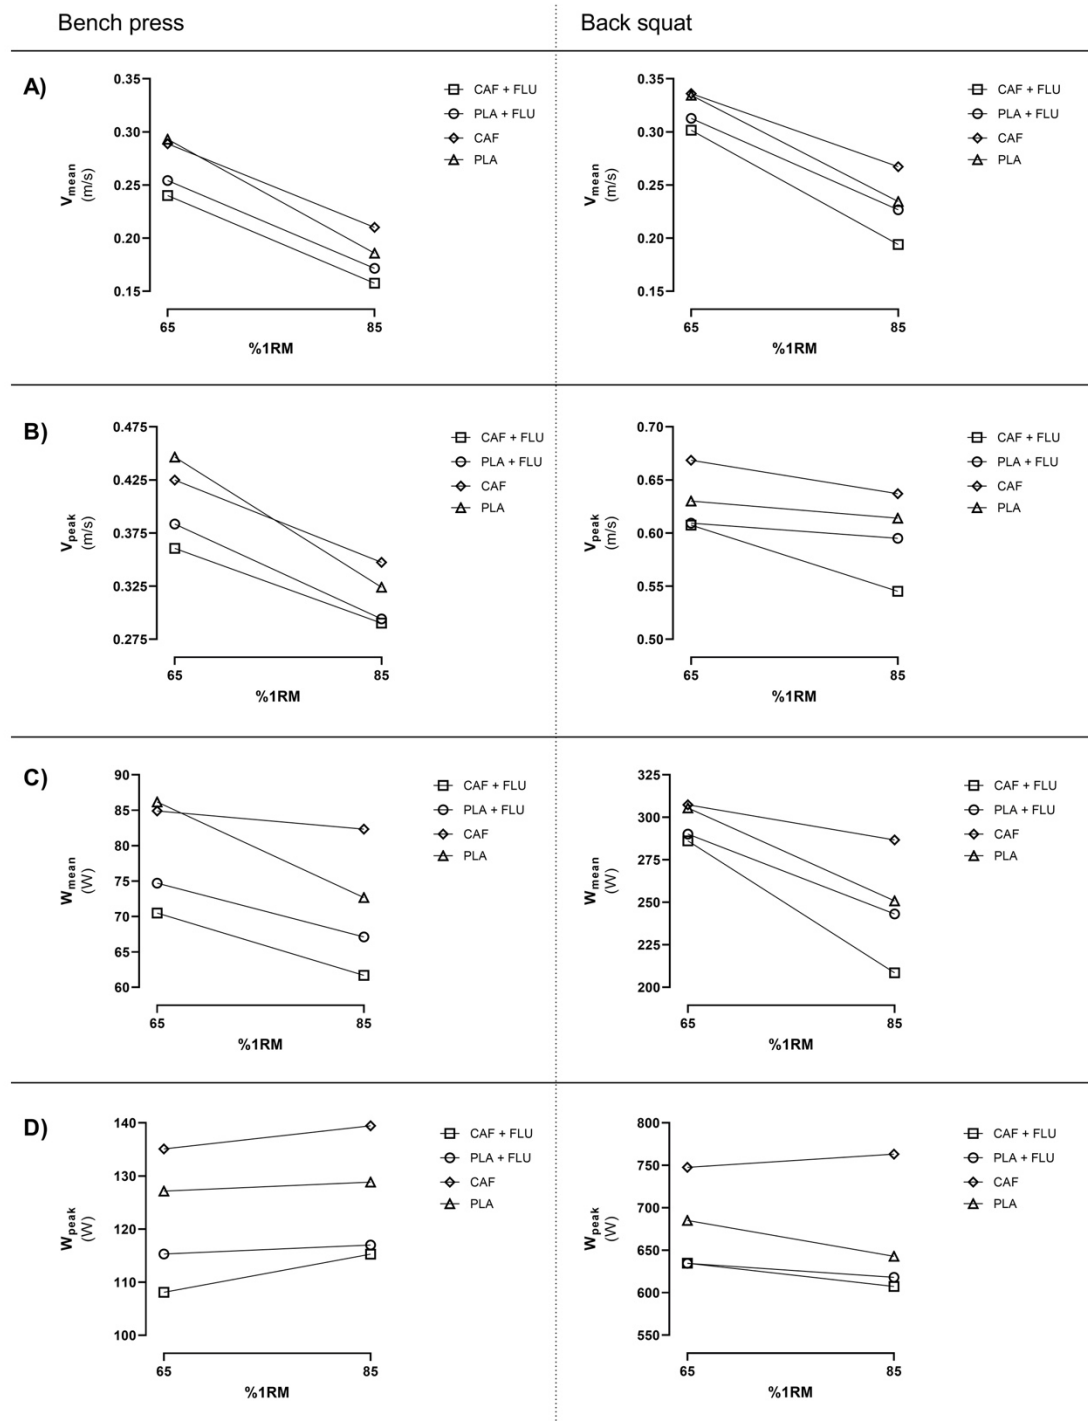 Bench press
Back squat
A)
0.35
0.30
0.25
0.20
0.15
Vmean
(m/s)
65
85
%1RM
CAF + FLU
PLA + FLU
CAF
PLA
0.35
0.30
0.25
0.20
0.15
Vmean
(m/s)
65
85
%1RM
CAF + FLU
PLA + FLU
CAF
PLA
B)
0.475
0.425
0.375
0.325
0.275
Vpeak
(m/s)
65
85
%1RM
CAF + FLU
PLA + FLU
CAF
PLA
0.70
0.65
0.60
0.55
0.50
Vpeak
(m/s)
65
85
%1RM
CAF + FLU
PLA + FLU
CAF
PLA
C)
90
85
80
75
70
65
60
Wmean
(W)
65
85
%1RM
CAF + FLU
PLA + FLU
CAF
PLA
325
300
275
250
225
200
Wmean
(W)
65
85
%1RM
CAF + FLU
PLA + FLU
CAF
PLA
D)
140
130
120
110
100
Wpeak
(W)
65
85
%1RM
CAF + FLU
PLA + FLU
CAF
PLA
800
750
700
650
600
550
Wpeak
(W)
65
85
%1RM
CAF + FLU
PLA + FLU
CAF
PLA